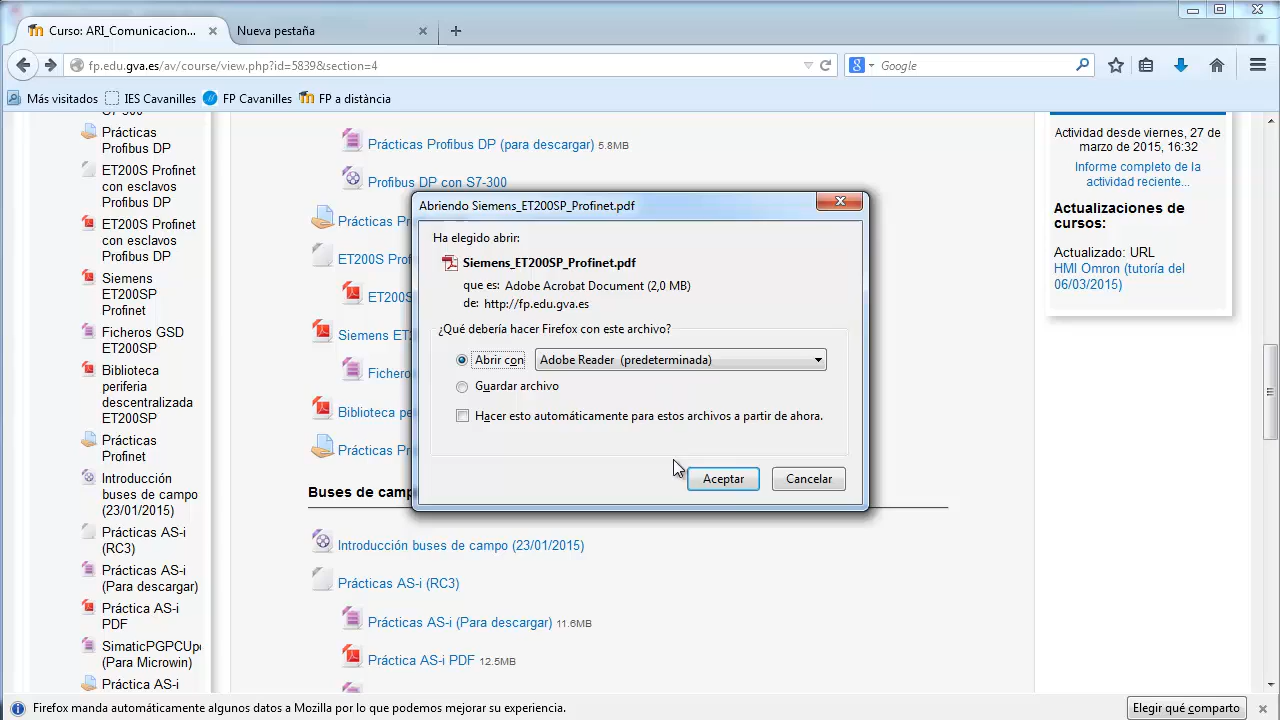 Curso: ARI_Comunicacion...
Nueva pestaña
fp.edu.gva.es/av/course/view.php?id=5839&section=4
Google
Más visitados
IES Cavanilles
FP Cavanilles
FP a distància
S7-300
Prácticas
Profibus DP
ET200S Profinet
con esclavos
Profibus DP
ET200S Profinet
con esclavos
Profibus DP
Siemens
ET200SP
Profinet
Ficheros GSD
ET200SP
Biblioteca
periferia
descentralizada
ET200SP
Prácticas
Profinet
Introducción
buses de campo
(23/01/2015)
Prácticas AS-i
(RC3)
Prácticas AS-i
(Para descargar)
Práctica AS-i
PDF
SimaticPGPCUp
(Para Microwin)
Práctica AS-i
Prácticas Profibus DP (para descargar) 5.8MB
Profibus DP con S7-300
Prácticas
ET200S Prof
ET200S
Siemens ET
Fichero
Biblioteca pe
Prácticas Pr
Buses de camp
Introducción buses de campo (23/01/2015)
Prácticas AS-i (RC3)
Prácticas AS-i (Para descargar) 11.6MB
Práctica AS-i PDF 12.5MB
Abriendo Siemens_ET200SP_Profinet.pdf
Ha elegido abrir:
Siemens_ET200SP_Profinet.pdf
que es: Adobe Acrobat Document (2,0 MB)
de: http://fp.edu.gva.es
¿Qué debería hacer Firefox con este archivo?
Abrir con
Adobe Reader (predeterminada)
Guardar archivo
Hacer esto automáticamente para estos archivos a partir de ahora.
Aceptar
Cancelar
Actividad desde viernes, 27 de
marzo de 2015, 16:32
Informe completo de la
actividad reciente...
Actualizaciones de
cursos:
Actualizado: URL
HMI Omron (tutoría del
06/03/2015)
Firefox manda automáticamente algunos datos a Mozilla por lo que podemos mejorar su experiencia.
Elegir qué comparto